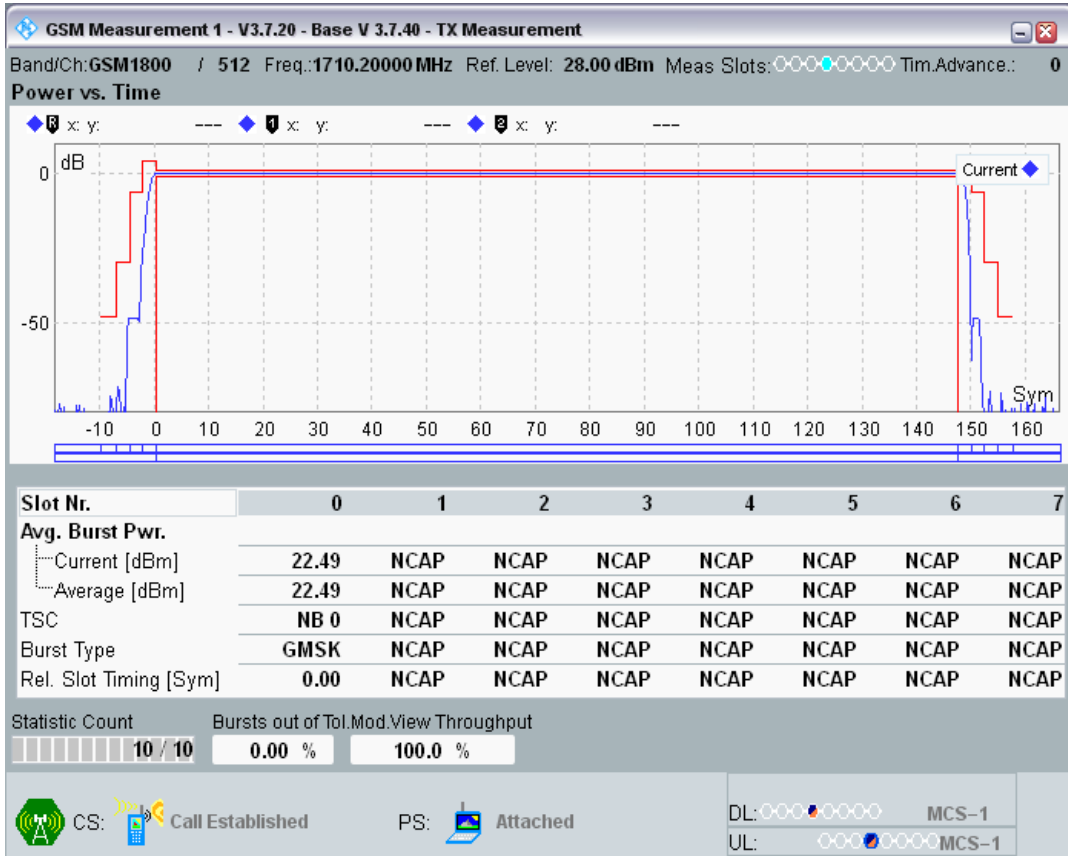 GSM Measurement 1 - V3.7.20 - Base V 3.7.40 - TX Measurement
Band/Ch:GSM1800 / 512 Freq.:1710.20000 MHz Ref. Level: 28.00 dBm Meas Slots: Tim.Advance.: 0
Power vs. Time
R x: y: --- 1 x: y: --- 2 x: y: ---
dB
Current
0
-50
Sym
-10 0 10 20 30 40 50 60 70 80 90 100 110 120 130 140 150 160
Slot Nr. 0 1 2 3 4 5 6 7
Avg. Burst Pwr.
Current [dBm] 22.49 NCAP NCAP NCAP NCAP NCAP NCAP NCAP
Average [dBm] 22.49 NCAP NCAP NCAP NCAP NCAP NCAP NCAP
TSC NB 0 NCAP NCAP NCAP NCAP NCAP NCAP NCAP
Burst Type GMSK NCAP NCAP NCAP NCAP NCAP NCAP NCAP
Rel. Slot Timing [Sym] 0.00 NCAP NCAP NCAP NCAP NCAP NCAP NCAP
Statistic Count Bursts out of Tol.Mod.View Throughput
10 / 10 0.00 % 100.0 %
CS: Call Established PS: Attached
DL: MCS-1
UL: MCS-1